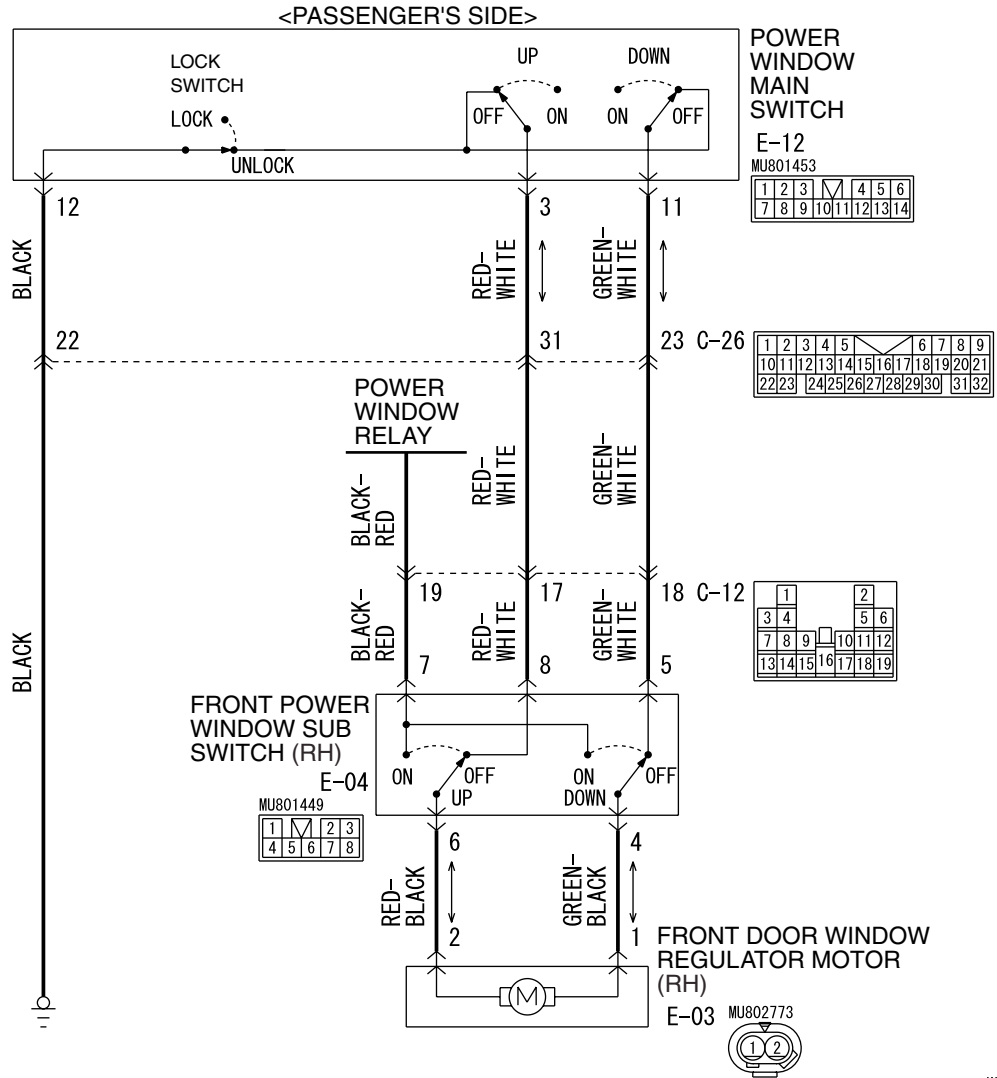 <PASSENGER'S SIDE>
POWER
WINDOW
MAIN
SWITCH
LOCK
SWITCH
UP
DOWN
LOCK
OFF
ON
ON
OFF
UNLOCK
E-12
MU801453
1 2 3 4 5 6
7 8 9 10 11 12 13 14
12
3
11
BLACK
RED-
WHITE
GREEN-
WHITE
22
31
23
C-26
1 2 3 4 5 6 7 8 9
10 11 12 13 14 15 16 17 18 19 20 21
22 23 24 25 26 27 28 29 30 31 32
POWER
WINDOW
RELAY
BLACK-
RED
RED-
WHITE
GREEN-
WHITE
19
17
18
C-12
1 2
3 4 5 6
7 8 9 10 11 12
13 14 15 16 17 18 19
BLACK
BLACK-
RED
RED-
WHITE
GREEN-
WHITE
7
8
5
FRONT POWER
WINDOW SUB
SWITCH (RH)
E-04
MU801449
1 2 3
4 5 6 7 8
ON
OFF
UP
ON
OFF
DOWN
6
4
RED-
BLACK
GREEN-
BLACK
2
1
FRONT DOOR WINDOW
REGULATOR MOTOR
(RH)
M
E-03
MU802773
1 2